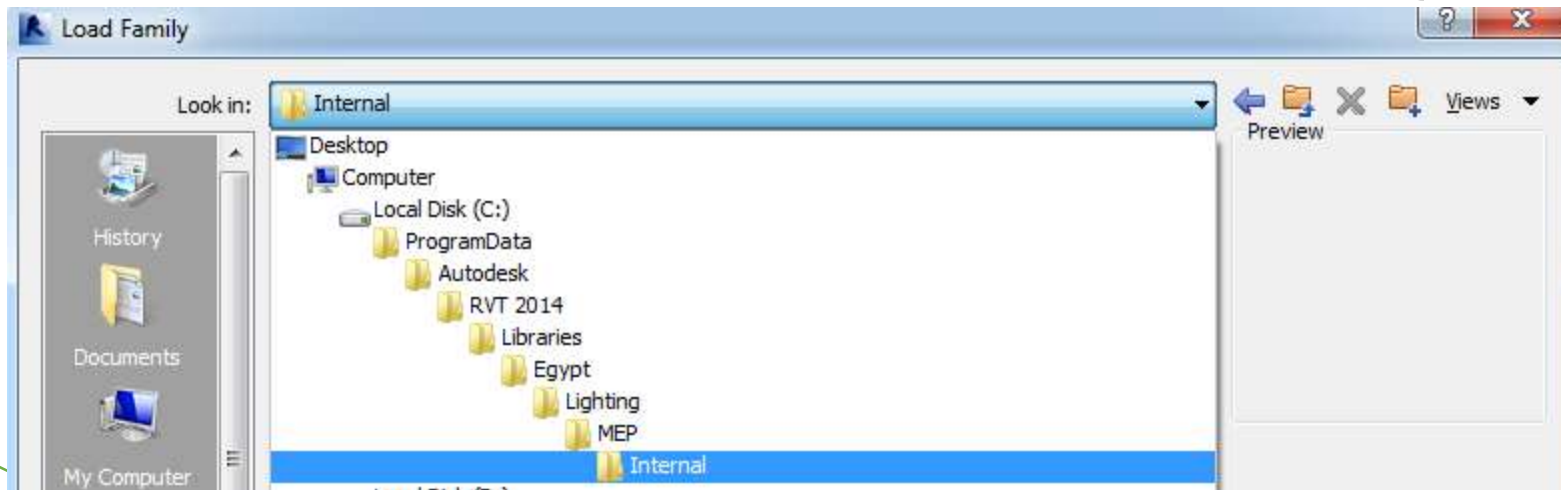 Load Family
Look in: Internal
Views
Preview
Desktop
Computer
Local Disk (C:)
ProgramData
Autodesk
RVT 2014
Libraries
Egypt
Lighting
MEP
Internal
History
Documents
My Computer